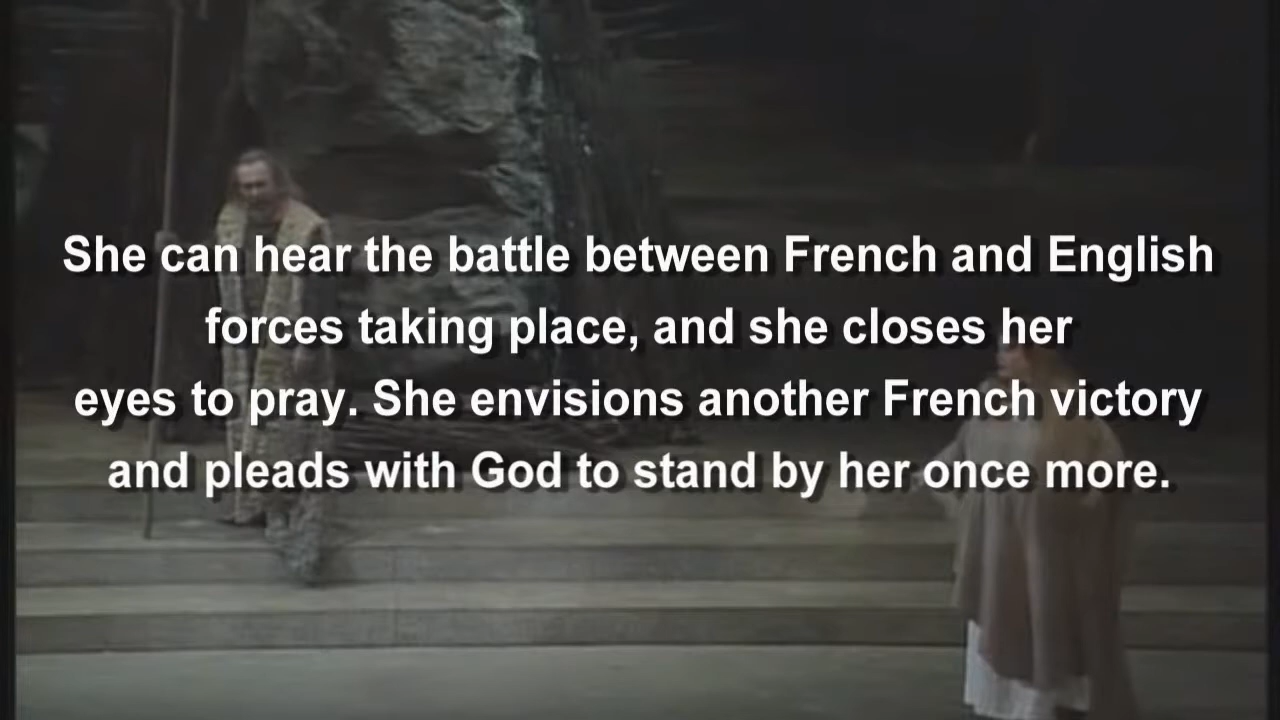 She can hear the battle between French and English
forces taking place, and she closes her
eyes to pray. She envisions another French victory
and pleads with God to stand by her once more.